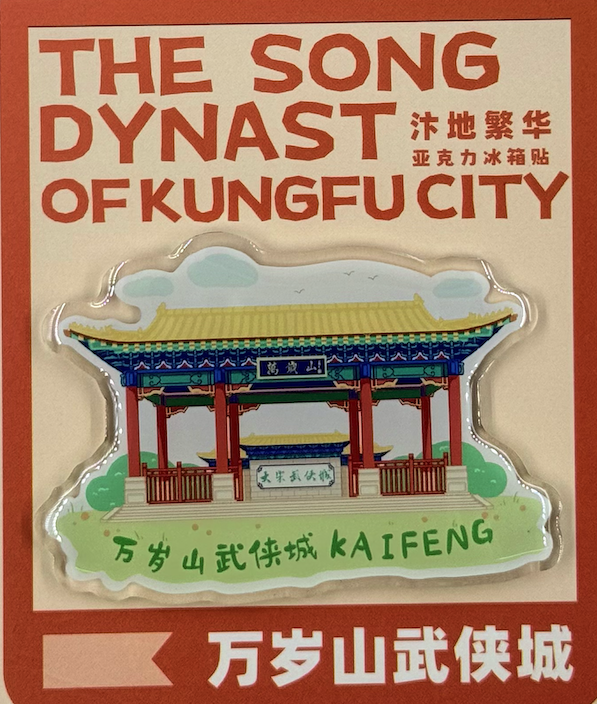 THE SONG
DYNAST
汴地繁华
亚克力冰箱贴
OF KUNGFU CITY
萬歲山
大宋武侠城
万岁山武侠城 KAIFENG
万岁山武侠城